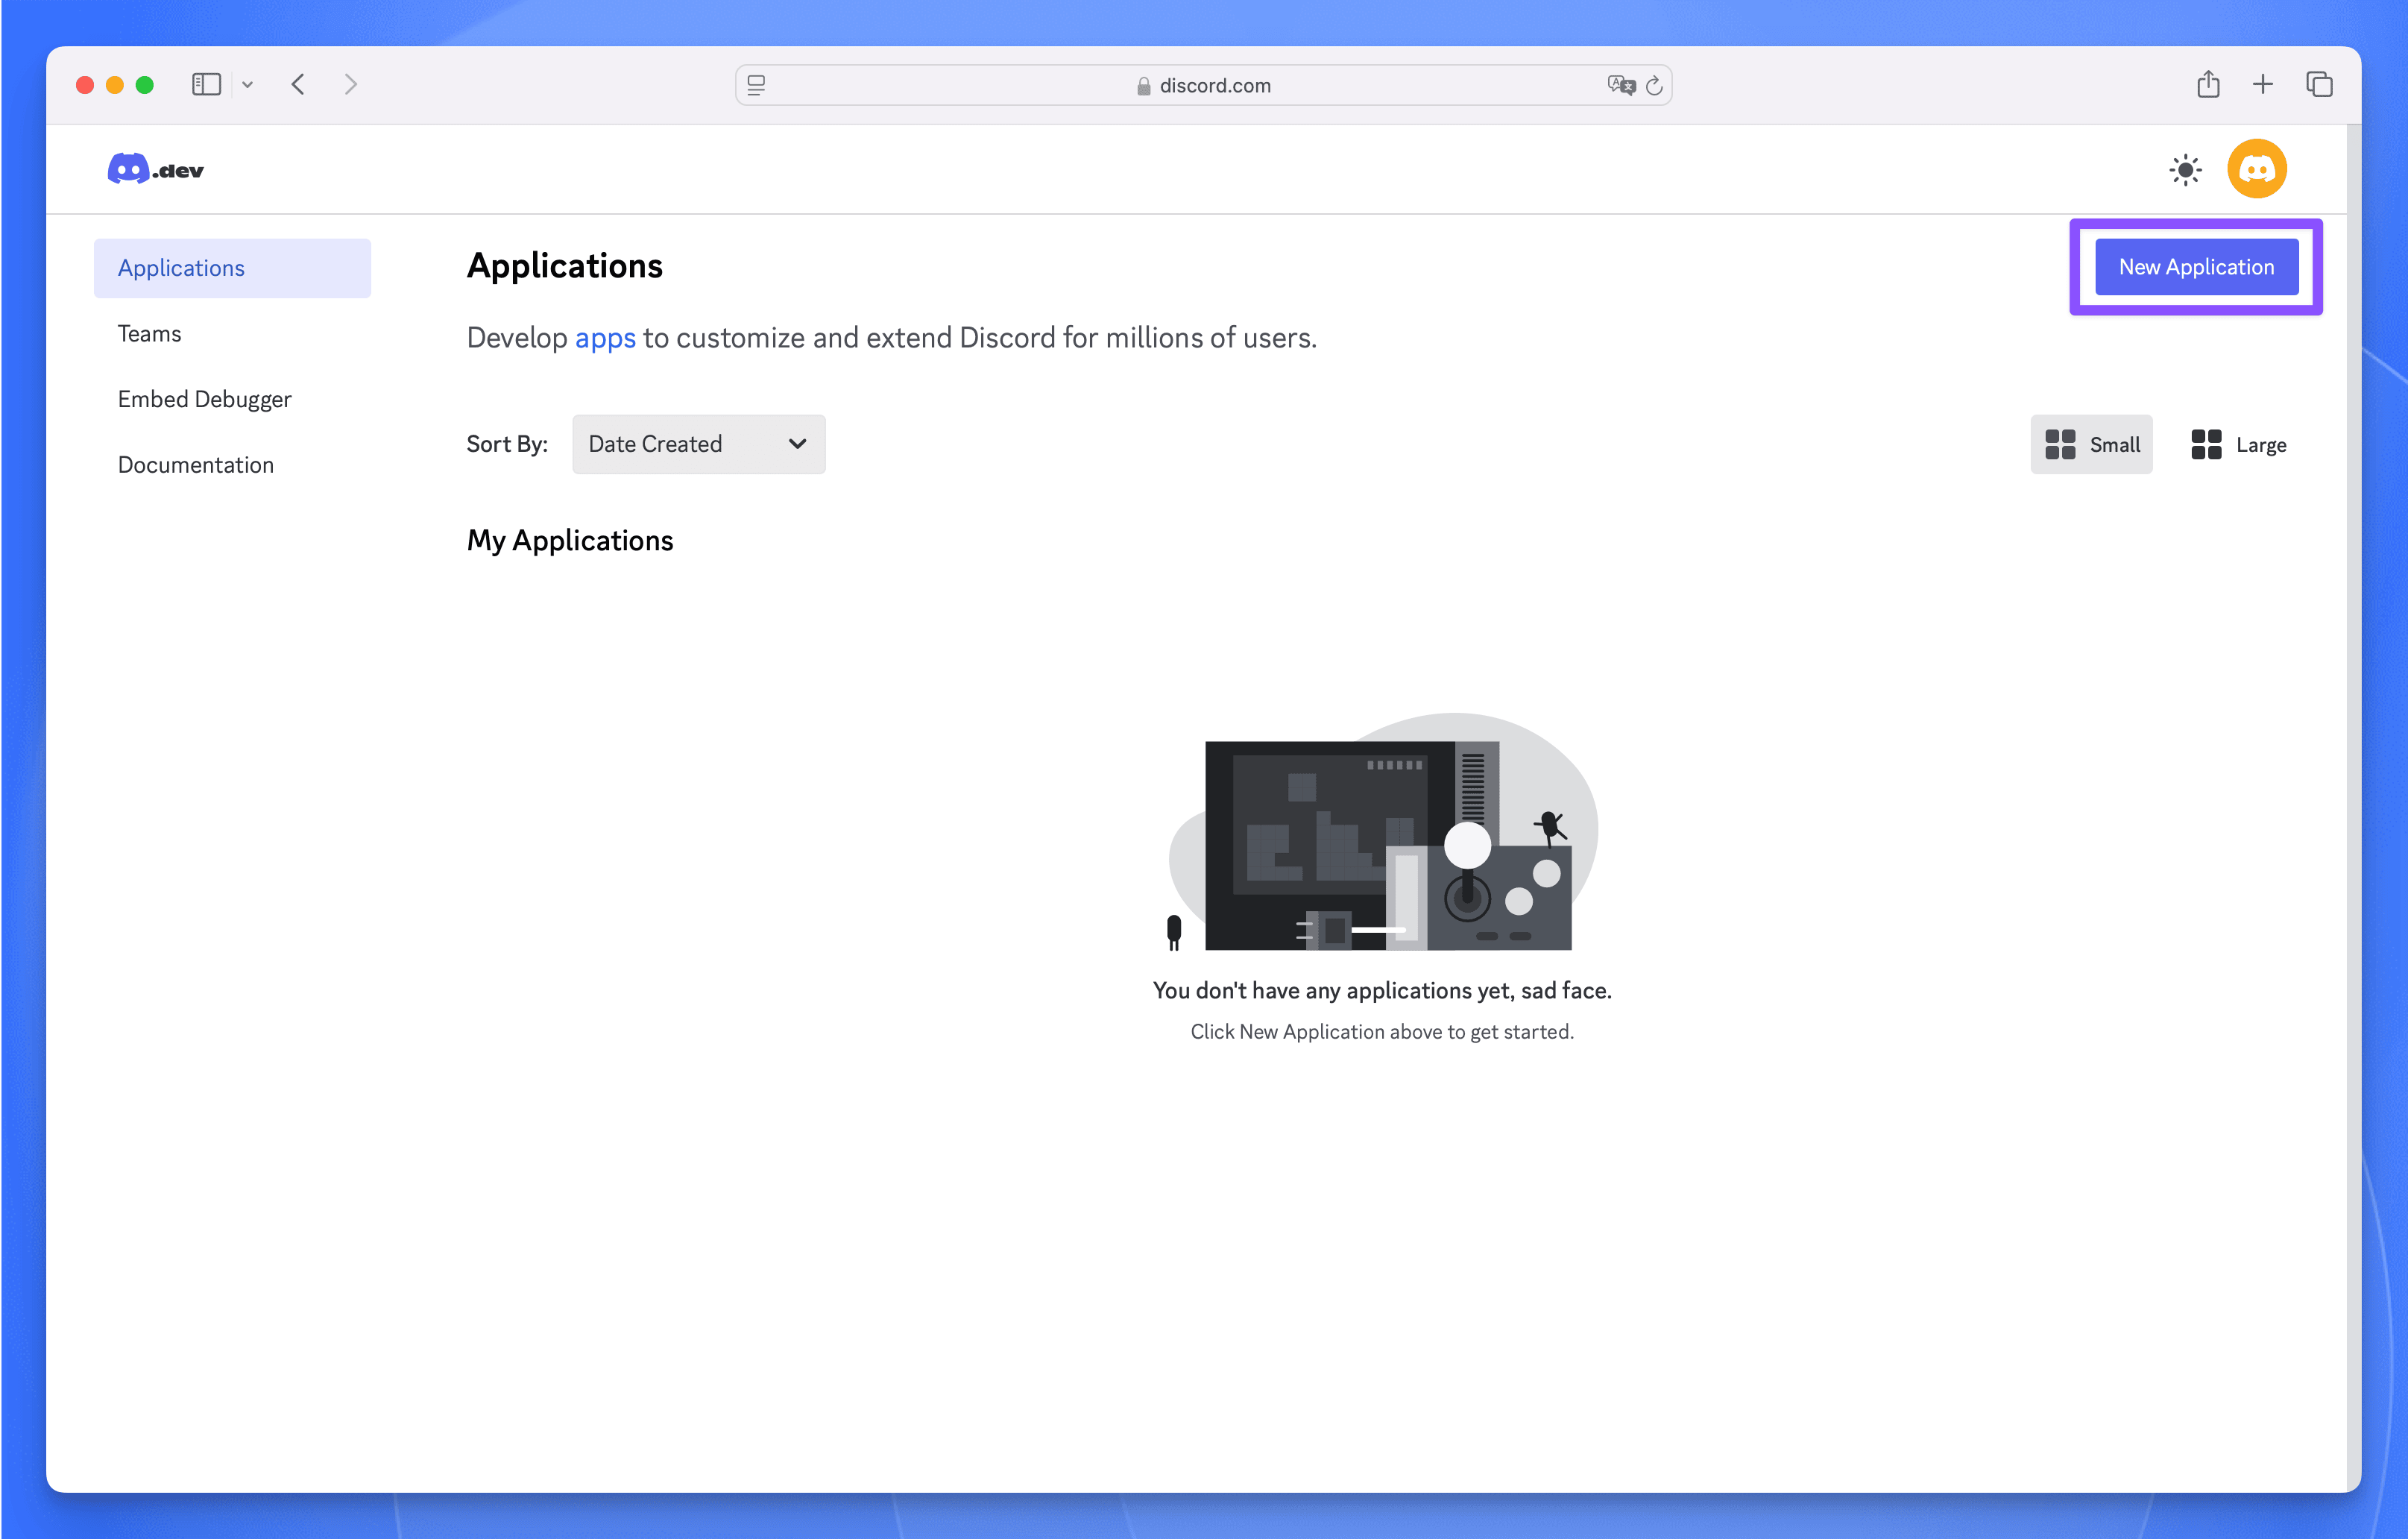 discord.com
.dev
Applications
Teams
Embed Debugger
Documentation
Applications
New Application
Develop apps to customize and extend Discord for millions of users.
Sort By: Date Created
Small Large
My Applications
You don't have any applications yet, sad face.
Click New Application above to get started.